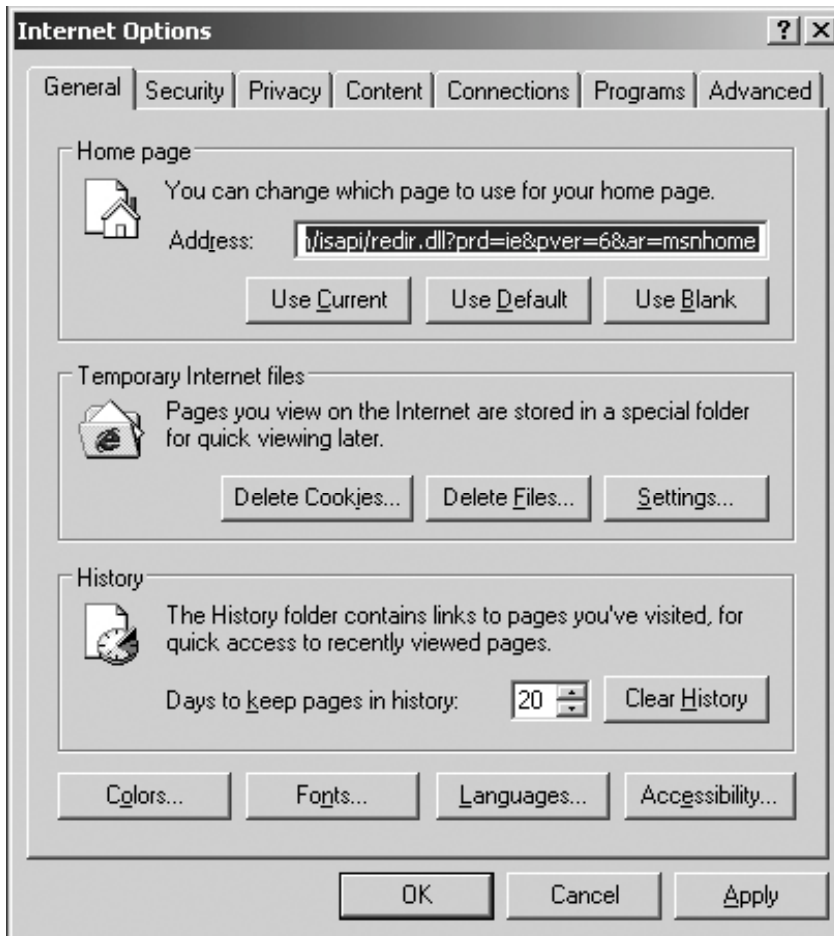 Internet Options
General Security Privacy Content Connections Programs Advanced
Home page
You can change which page to use for your home page.
Address: /isapi/redir.dll?prd=ie&pver=6&ar=msnhome
Use Current Use Default Use Blank
Temporary Internet files
Pages you view on the Internet are stored in a special folder
for quick viewing later.
Delete Cookies... Delete Files... Settings...
History
The History folder contains links to pages you've visited, for
quick access to recently viewed pages.
Days to keep pages in history: 20 Clear History
Colors... Fonts... Languages... Accessibility...
OK Cancel Apply